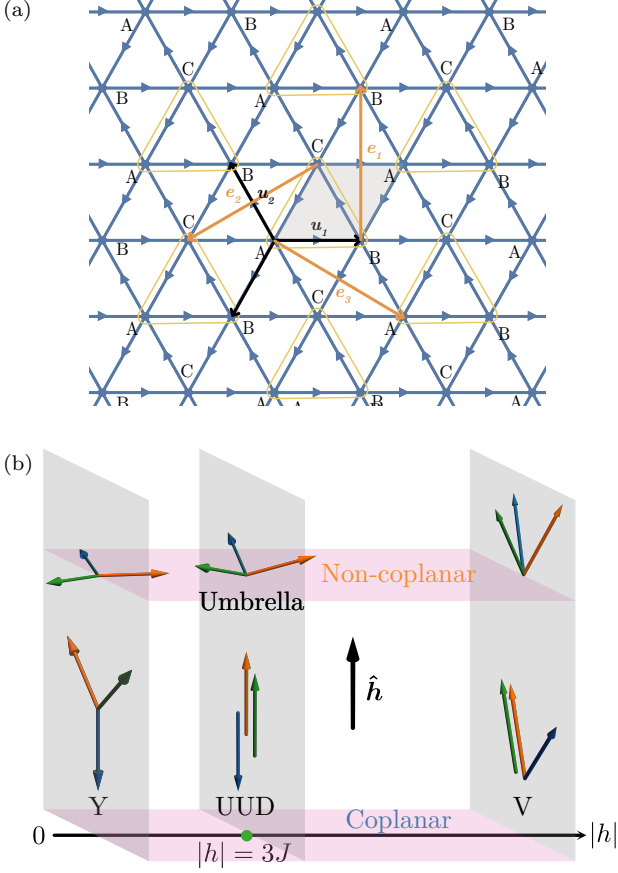 (a)
A B A B
C C A
B A B A
C e₁
A B A B
e₂ u₂
C u₁ C
B A B A
e₃
C
A B A B
C C
B A A B A
(b)
Non-coplanar
Umbrella
ĥ
Y UUD V
Coplanar
0 |h|
|h| = 3J